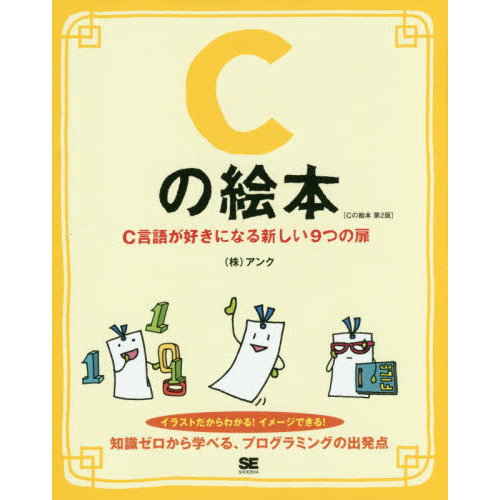 C
の絵本
[Cの絵本 第2版]
C言語が好きになる新しい9つの扉
(株)アンク
1
1
1
0
FILE
イラストだからわかる! イメージできる!
知識ゼロから学べる、プログラミングの出発点
SE
SHOEISHA